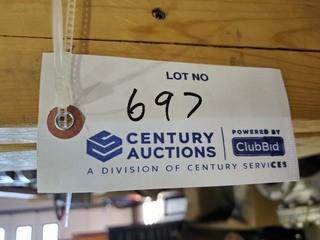 LOT NO
697
CENTURY AUCTIONS
POWERED BY
ClubBid
A DIVISION OF CENTURY SERVICES